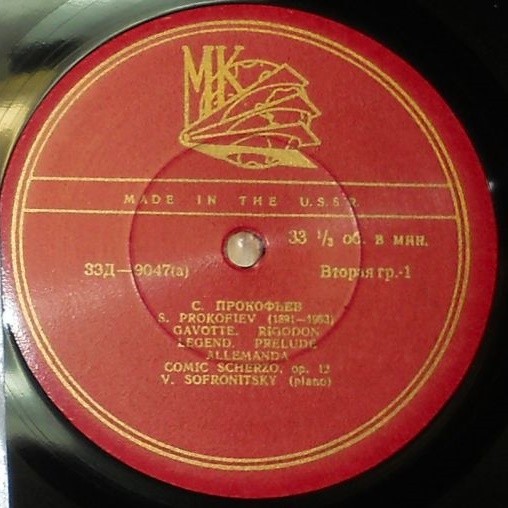 МК
MADE IN THE U.S.S.R.
33 1/3 об. в мин.
33Д—9047(а)
Вторая гр.-1
С. ПРОКОФЬЕВ
S. PROKOFIEV (1891—1953)
GAVOTTE. RIGODON
LEGEND. PRELUDE
ALLEMANDA
COMIC SCHERZO, op. 12
V. SOFRONITSKY (piano)